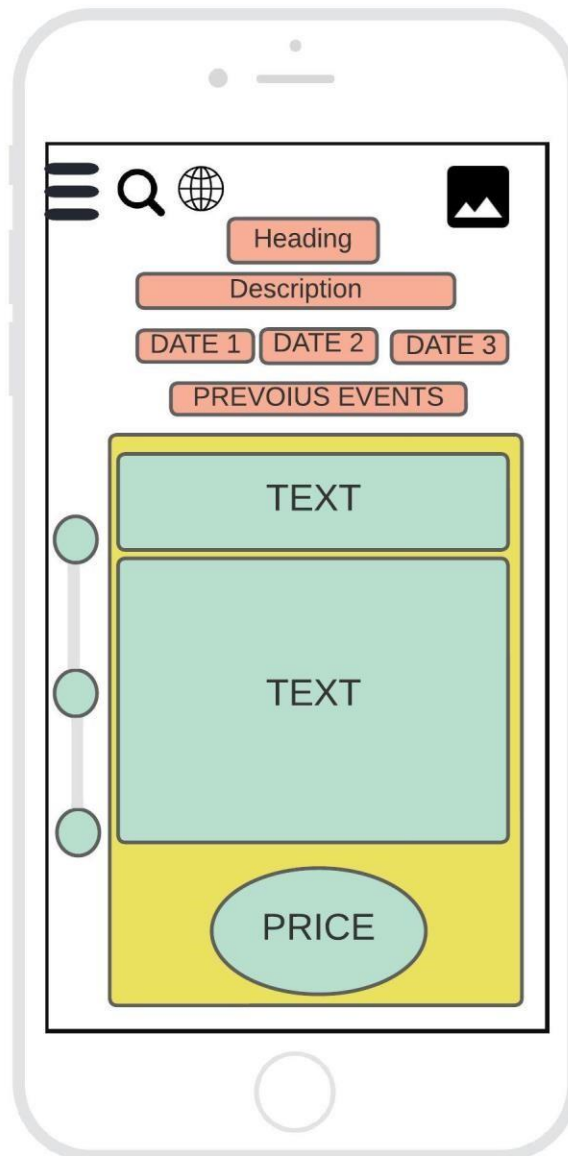 Heading
Description
DATE 1 DATE 2 DATE 3
PREVOIUS EVENTS
TEXT
TEXT
PRICE